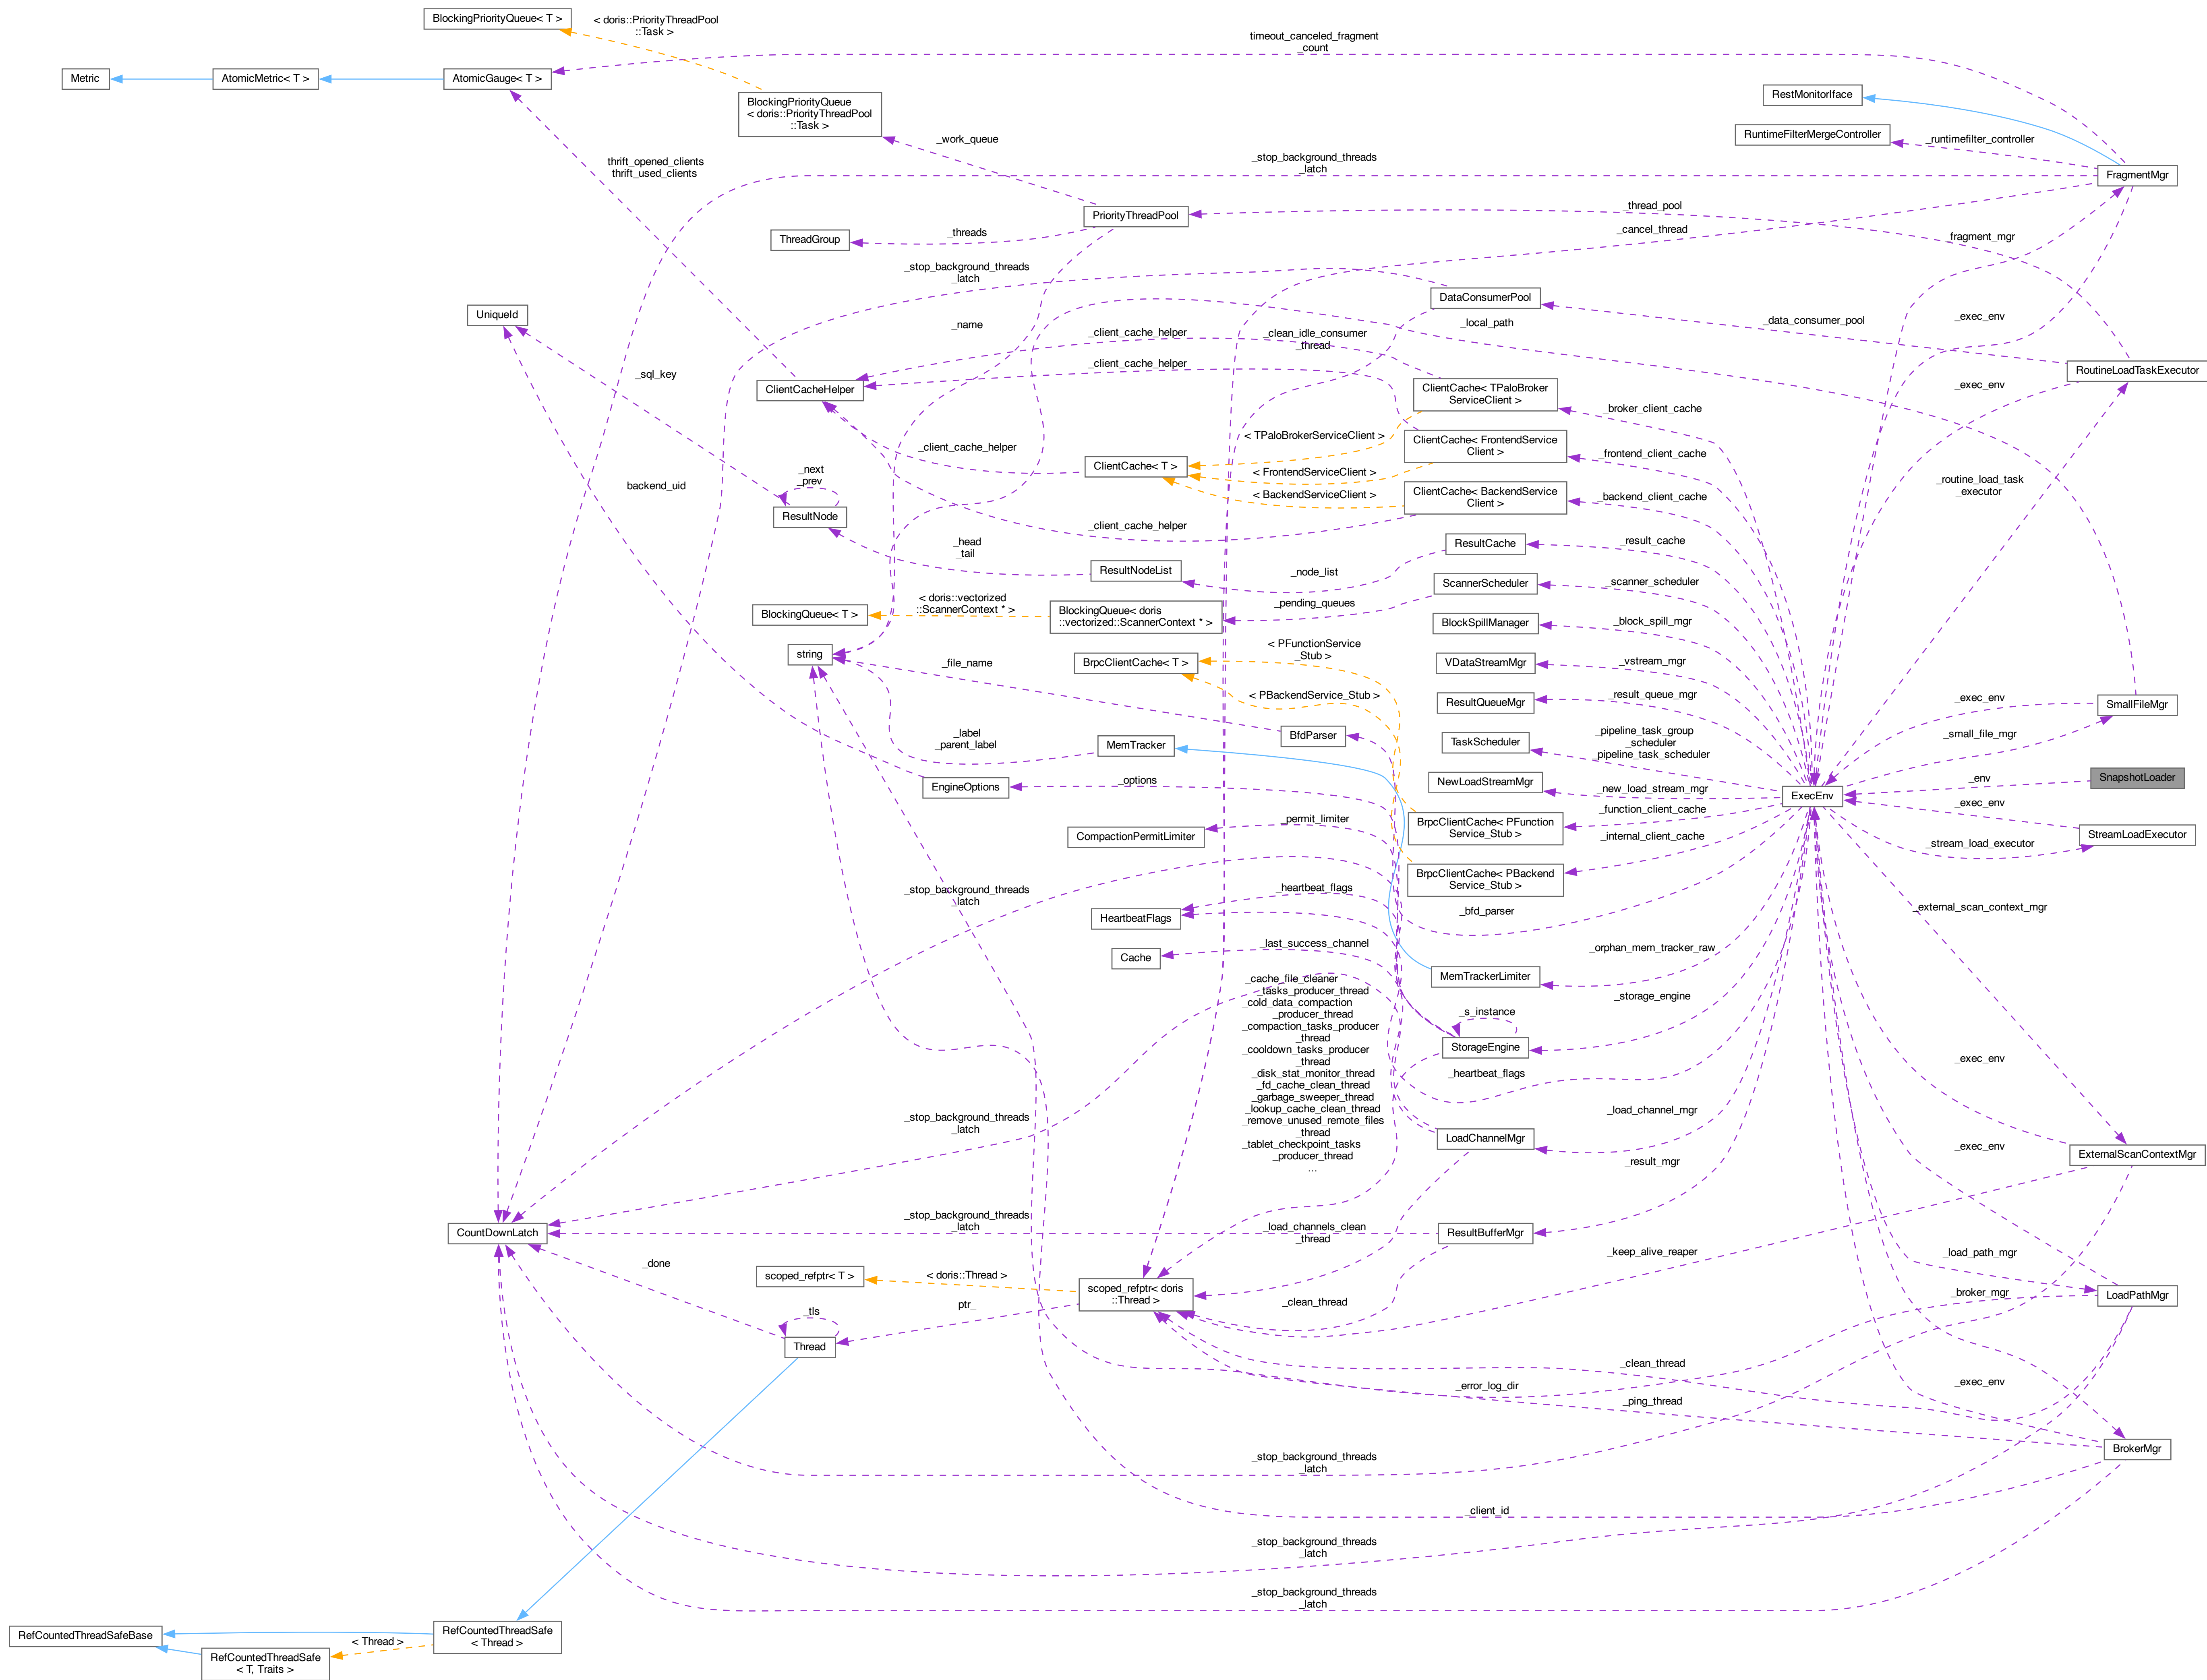 BlockingPriorityQueue< T >
< doris::PriorityThreadPool
::Task >
timeout_canceled_fragment
_count
Metric
AtomicMetric< T >
AtomicGauge< T >
RestMonitorIface
BlockingPriorityQueue
< doris::PriorityThreadPool
::Task >
RuntimeFilterMergeController
_runtimefilter_controller
_work_queue
thrift_opened_clients
thrift_used_clients
_stop_background_threads
_latch
FragmentMgr
PriorityThreadPool
_thread_pool
ThreadGroup
_threads
_cancel_thread
_fragment_mgr
_stop_background_threads
_latch
DataConsumerPool
UniqueId
_name
_local_path
_exec_env
_data_consumer_pool
_client_cache_helper
_clean_idle_consumer
_thread
_client_cache_helper
RoutineLoadTaskExecutor
_sql_key
ClientCacheHelper
ClientCache< TPaloBroker
ServiceClient >
_exec_env
_broker_client_cache
< TPaloBrokerServiceClient >
_client_cache_helper
ClientCache< FrontendService
Client >
_frontend_client_cache
ClientCache< T >
< FrontendServiceClient >
_next
_prev
backend_uid
< BackendServiceClient >
ClientCache< BackendService
Client >
_backend_client_cache
_routine_load_task
_executor
ResultNode
_client_cache_helper
_head
_tail
ResultCache
_result_cache
ResultNodeList
_node_list
ScannerScheduler
_scanner_scheduler
BlockingQueue< T >
< doris::vectorized
::ScannerContext * >
BlockingQueue< doris
::vectorized::ScannerContext * >
_pending_queues
BlockSpillManager
_block_spill_mgr
string
_file_name
< PFunctionService
_Stub >
BrpcClientCache< T >
VDataStreamMgr
_vstream_mgr
< PBackendService_Stub >
ResultQueueMgr
_result_queue_mgr
_exec_env
SmallFileMgr
_label
_parent_label
MemTracker
BfdParser
TaskScheduler
_pipeline_task_group
_scheduler
_pipeline_task_scheduler
_small_file_mgr
EngineOptions
_options
NewLoadStreamMgr
_new_load_stream_mgr
ExecEnv
_env
SnapshotLoader
_permit_limiter
CompactionPermitLimiter
BrpcClientCache< PFunction
Service_Stub >
_function_client_cache
_exec_env
StreamLoadExecutor
_internal_client_cache
_stream_load_executor
BrpcClientCache< PBackend
Service_Stub >
_stop_background_threads
_latch
_heartbeat_flags
HeartbeatFlags
_bfd_parser
_external_scan_context_mgr
Cache
_last_success_channel
_orphan_mem_tracker_raw
MemTrackerLimiter
_cache_file_cleaner
_tasks_producer_thread
_cold_data_compaction
_producer_thread
_compaction_tasks_producer
_thread
_cooldown_tasks_producer
_thread
_disk_stat_monitor_thread
_fd_cache_clean_thread
_garbage_sweeper_thread
_lookup_cache_clean_thread
_remove_unused_remote_files
_thread
_tablet_checkpoint_tasks
_producer_thread
...
_storage_engine
_s_instance
StorageEngine
_heartbeat_flags
_exec_env
_stop_background_threads
_latch
_load_channel_mgr
LoadChannelMgr
_exec_env
ExternalScanContextMgr
_result_mgr
CountDownLatch
_stop_background_threads
_latch
_load_channels_clean
_thread
ResultBufferMgr
_keep_alive_reaper
_load_path_mgr
_done
scoped_refptr< T >
< doris::Thread >
scoped_refptr< doris
::Thread >
_clean_thread
_broker_mgr
LoadPathMgr
_tls
ptr_
Thread
_clean_thread
_error_log_dir
_exec_env
_ping_thread
BrokerMgr
_stop_background_threads
_latch
_client_id
_stop_background_threads
_latch
_stop_background_threads
_latch
RefCountedThreadSafeBase
RefCountedThreadSafe
< T, Traits >
< Thread >
RefCountedThreadSafe
< Thread >